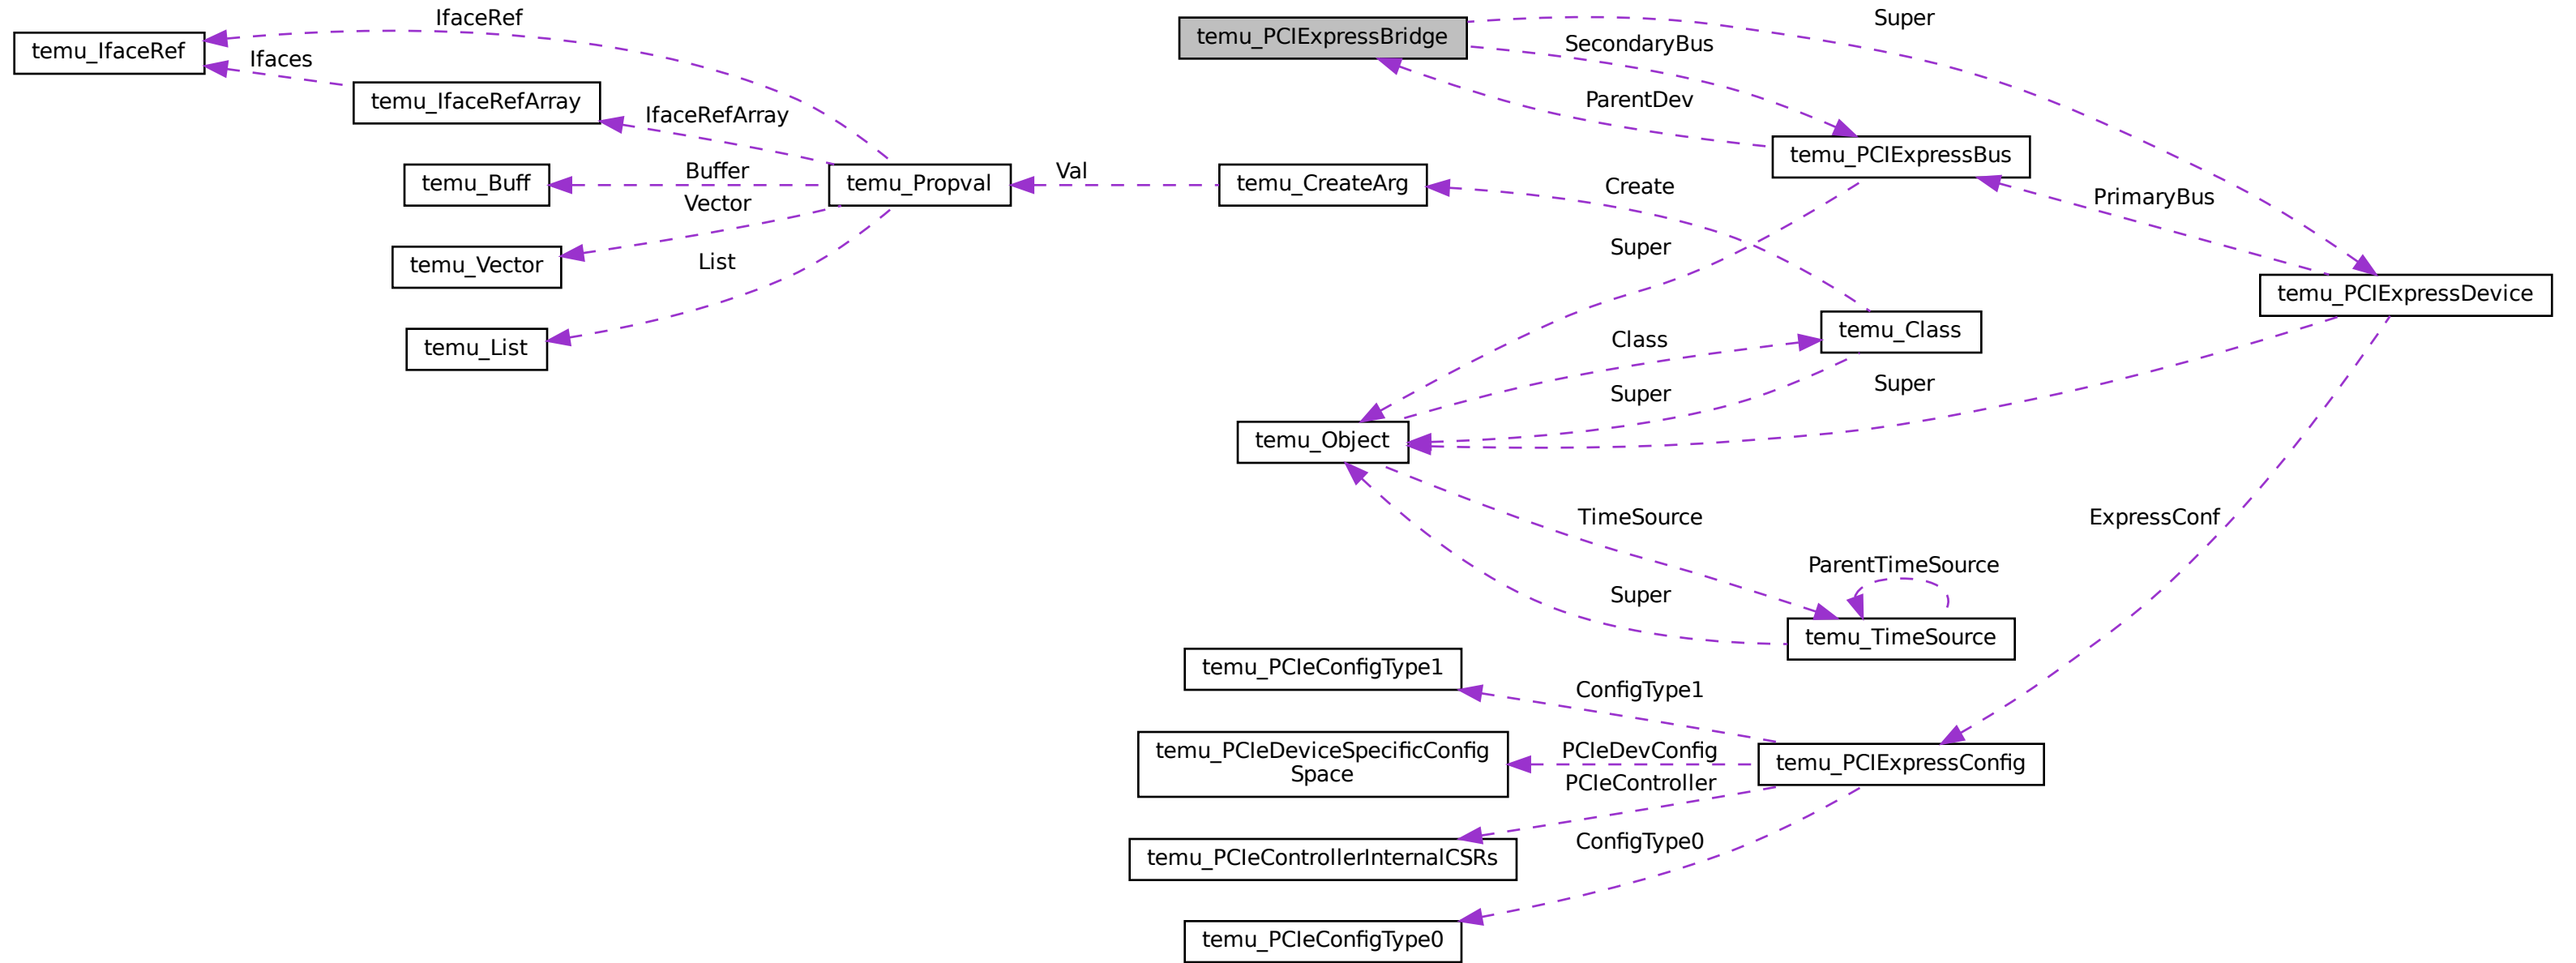 IfaceRef
temu_PCIExpressBridge
Super
temu_IfaceRef
Ifaces
SecondaryBus
temu_IfaceRefArray
IfaceRefArray
ParentDev
temu_PCIExpressBus
Buffer
Val
temu_Buff
temu_Propval
temu_CreateArg
Create
PrimaryBus
Vector
Super
temu_Vector
List
temu_PCIExpressDevice
temu_List
Class
temu_Class
Super
Super
temu_Object
TimeSource
ExpressConf
ParentTimeSource
Super
temu_TimeSource
temu_PCIeConfigType1
ConfigType1
temu_PCIeDeviceSpecificConfig
Space
PCIeDevConfig
temu_PCIExpressConfig
PCIeController
temu_PCIeControllerInternalCSRs
ConfigType0
temu_PCIeConfigType0